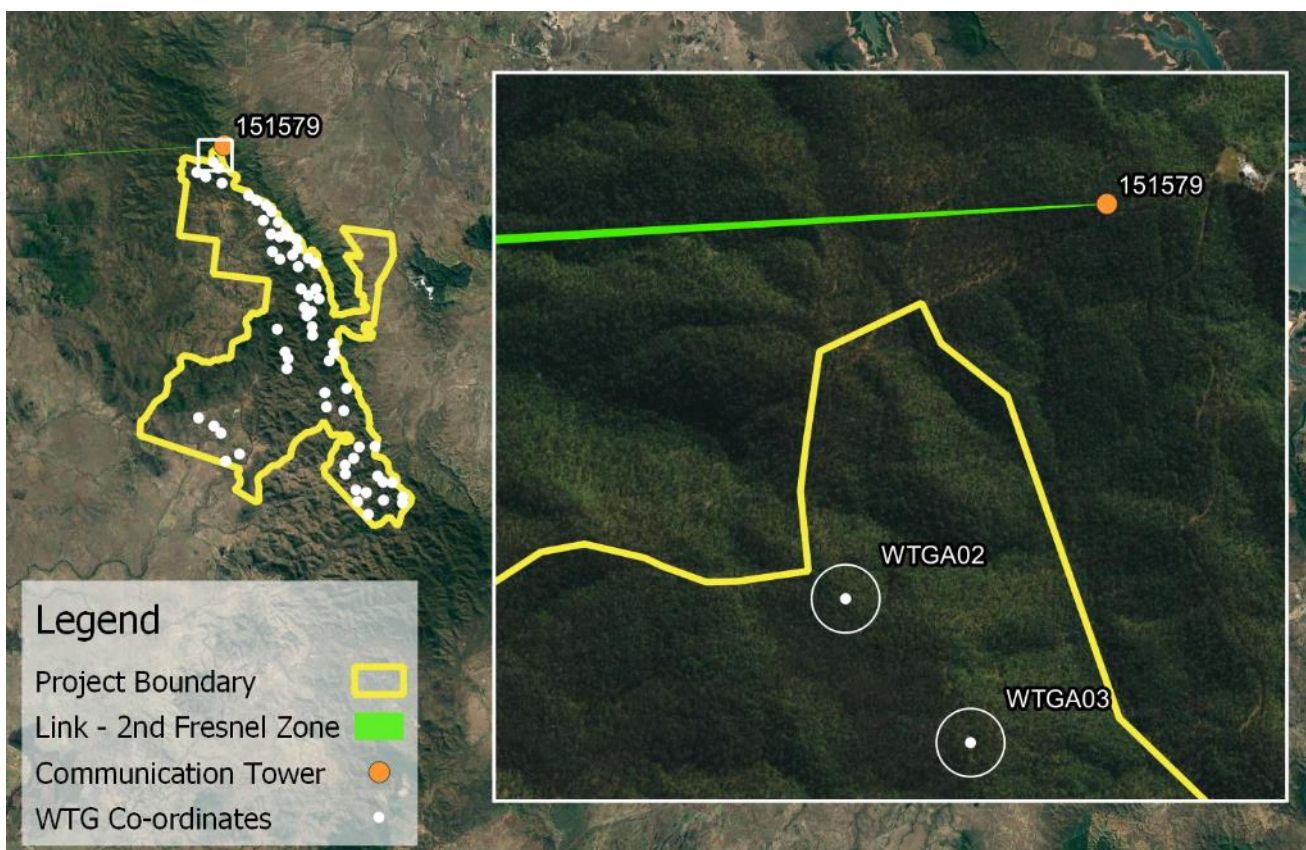 151579
151579
WTGA02
WTGA03
Legend
Project Boundary
Link - 2nd Fresnel Zone
Communication Tower
WTG Co-ordinates